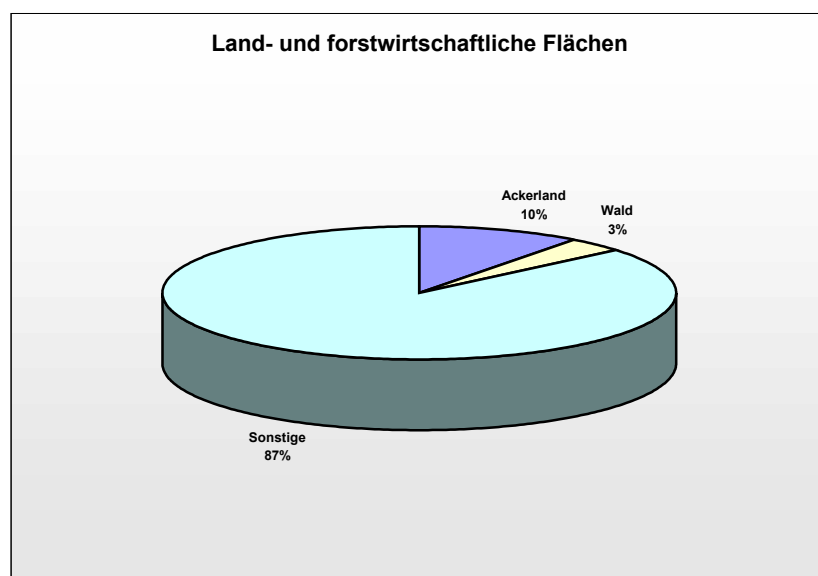 Land- und forstwirtschaftliche Flächen
Ackerland
10%
Wald
3%
Sonstige
87%